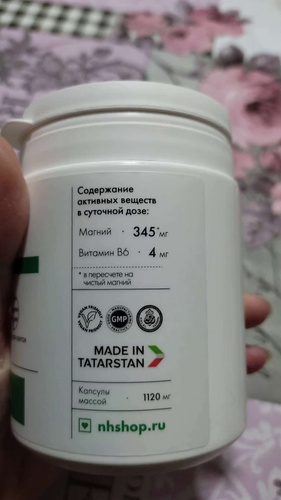 Содержание
активных веществ
в суточной дозе:
Магний · 345* мг
Витамин В6 · 4 мг
* в пересчете на
чистый магний
GMP
MADE IN
TATARSTAN
Капсулы
массой · 1120 мг
nhshop.ru